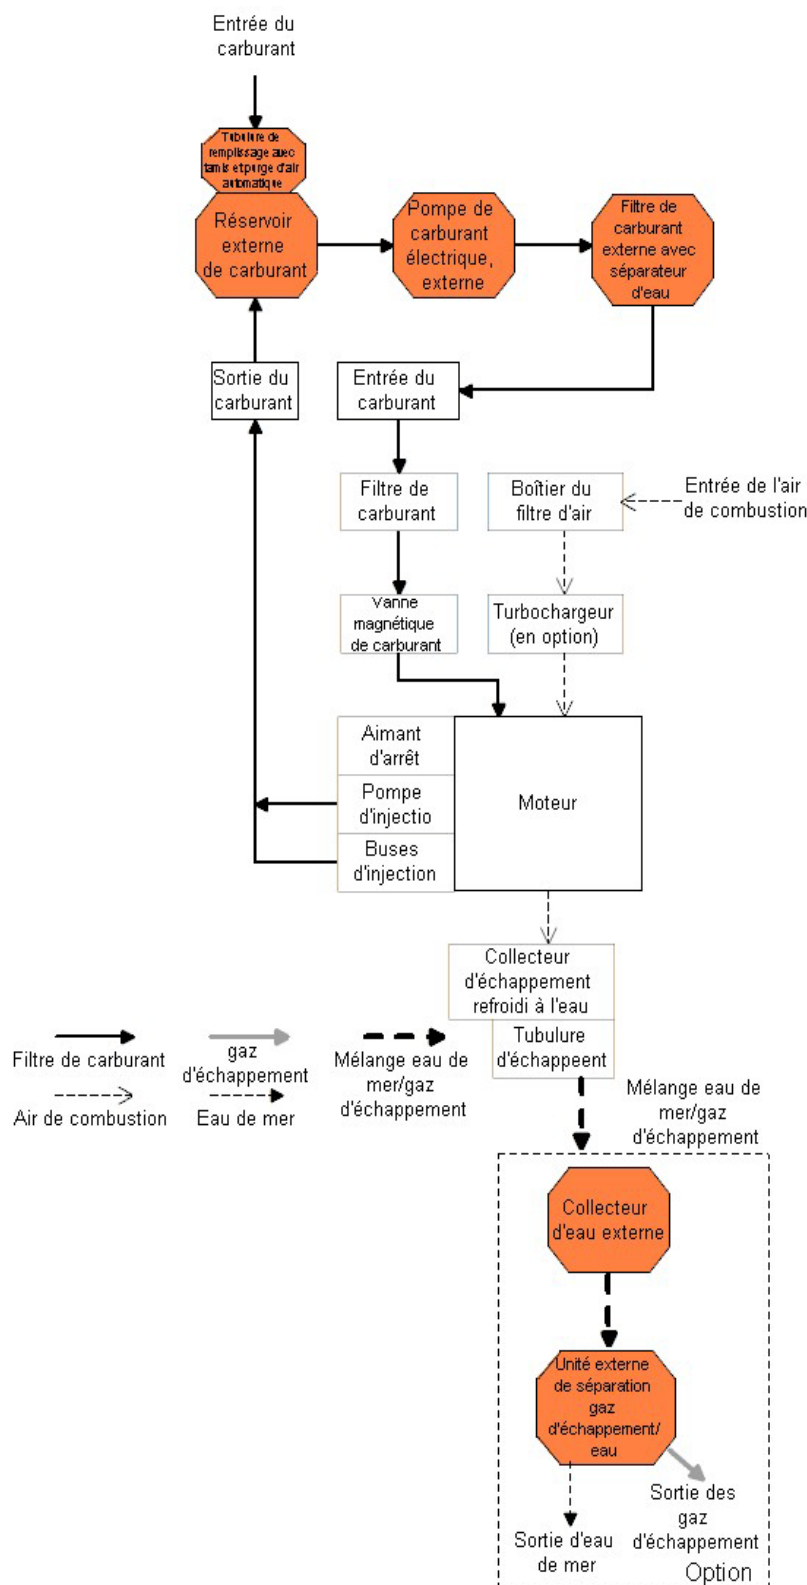 Entrée du
carburant
Tubulure de
remplissage avec
tamis et purge d'air
automatique
Réservoir
externe
de carburant
Pompe de
carburant
électrique,
externe
Filtre de
carburant
externe avec
séparateur
d'eau
Sortie du
carburant
Entrée du
carburant
Filtre de
carburant
Boîtier du
filtre d'air
Entrée de l'air
de combustion
Vanne
magnétique
de carburant
Turbochargeur
(en option)
Aimant
d'arrêt
Pompe
d'injectio
Buses
d'injection
Moteur
Collecteur
d'échappement
refroidi à l'eau
Tubulure
d'échappeent
Filtre de carburant
gaz
d'échappement
Mélange eau de
mer/gaz
d'échappement
Air de combustion
Eau de mer
Mélange eau de
mer/gaz
d'échappement
Collecteur
d'eau externe
Unité externe
de séparation
gaz
d'échappement/
eau
Sortie des
gaz
d'échappement
Sortie d'eau
de mer
Option